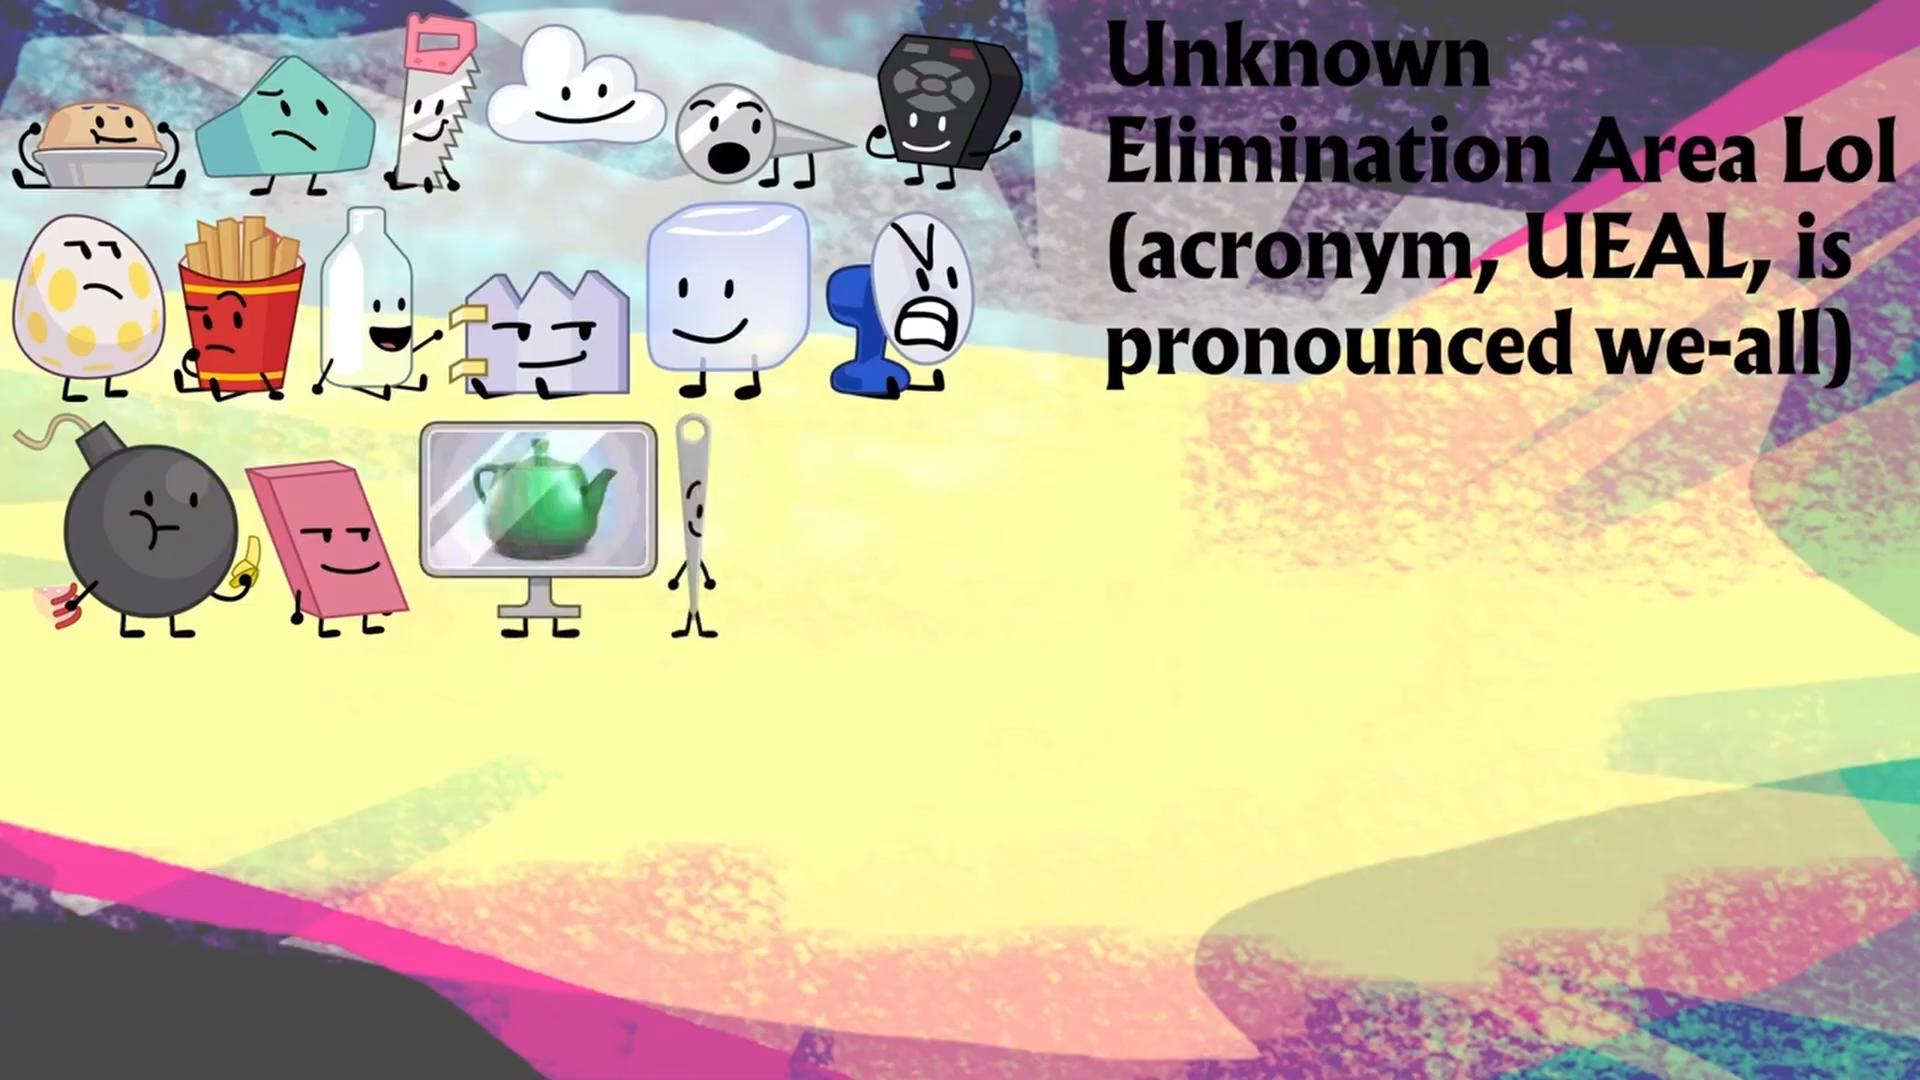 Unknown
Elimination Area Lol
(acronym, UEAL, is
pronounced we-all)